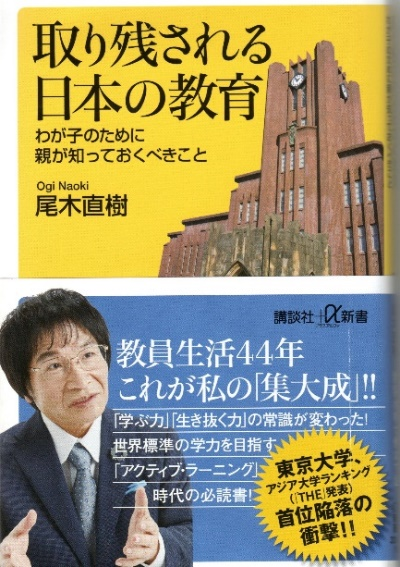 取り残される
日本の教育
わが子のために
親が知っておくべきこと
Ogi Naoki
尾木直樹
講談社+α新書
教員生活44年
これが私の「集大成」!!
「学ぶ力」「生き抜く力」の常識が変わった!
世界標準の学力を目指す
「アクティブ・ラーニング」
時代の必読書!
東京大学、
アジア大学ランキング
(「THE」発表)
首位陥落の
衝撃!!